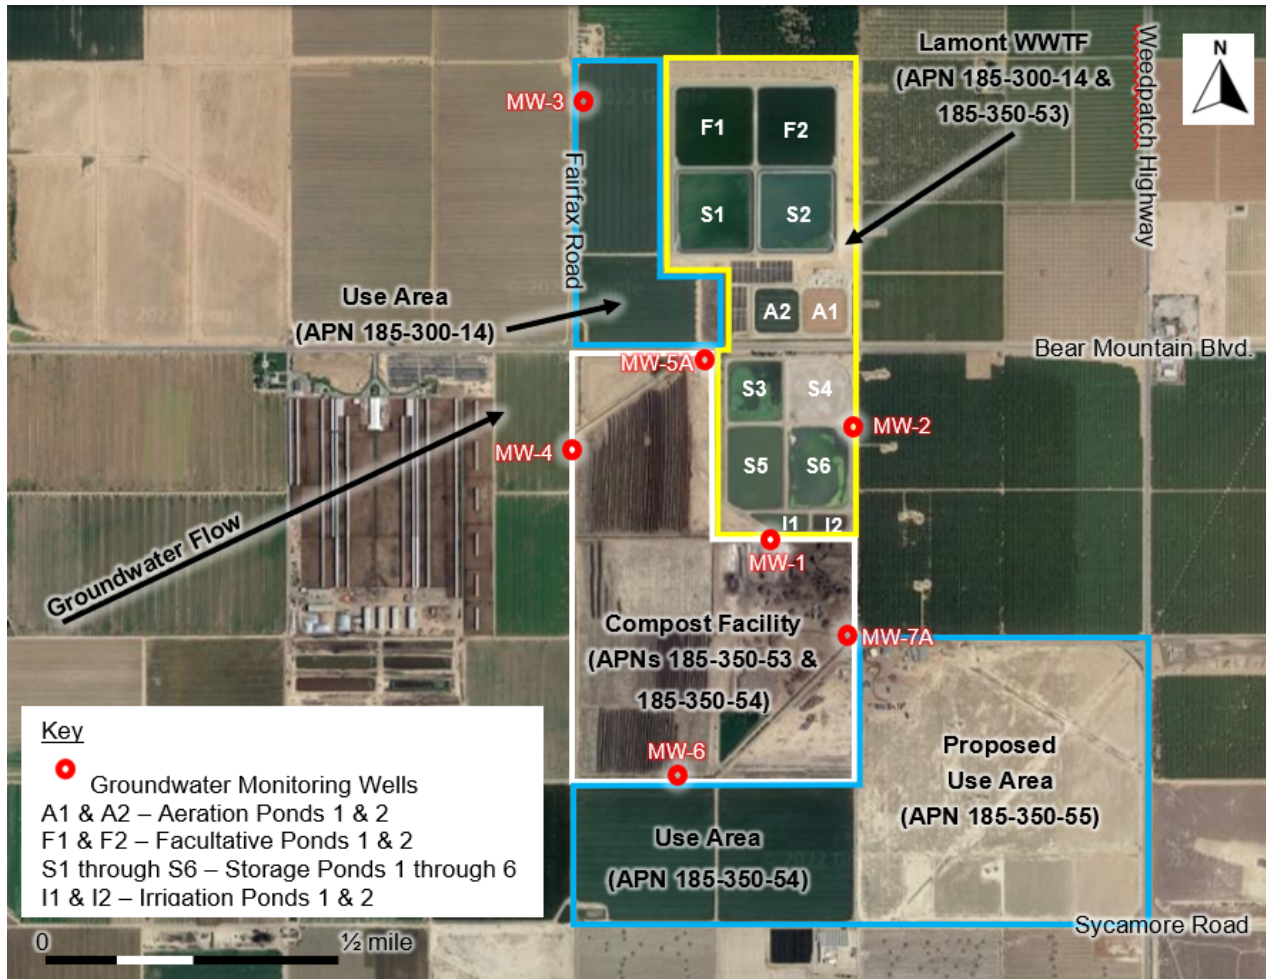 Lamont WWTF
(APN 185-300-14 &
185-350-53)
Weedpatch Highway
N
MW-3
F1
F2
Fairfax Road
S1
S2
Use Area
(APN 185-300-14)
A2
A1
Bear Mountain Blvd.
MW-5A
S3
S4
MW-2
MW-4
S5
S6
Groundwater Flow
I1
I2
MW-1
Compost Facility
(APNs 185-350-53 &
185-350-54)
MW-7A
MW-6
Proposed
Use Area
(APN 185-350-55)
Use Area
(APN 185-350-54)
Sycamore Road
Key
Groundwater Monitoring Wells
A1 & A2 – Aeration Ponds 1 & 2
F1 & F2 – Facultative Ponds 1 & 2
S1 through S6 – Storage Ponds 1 through 6
I1 & I2 – Irrigation Ponds 1 & 2
0
½ mile